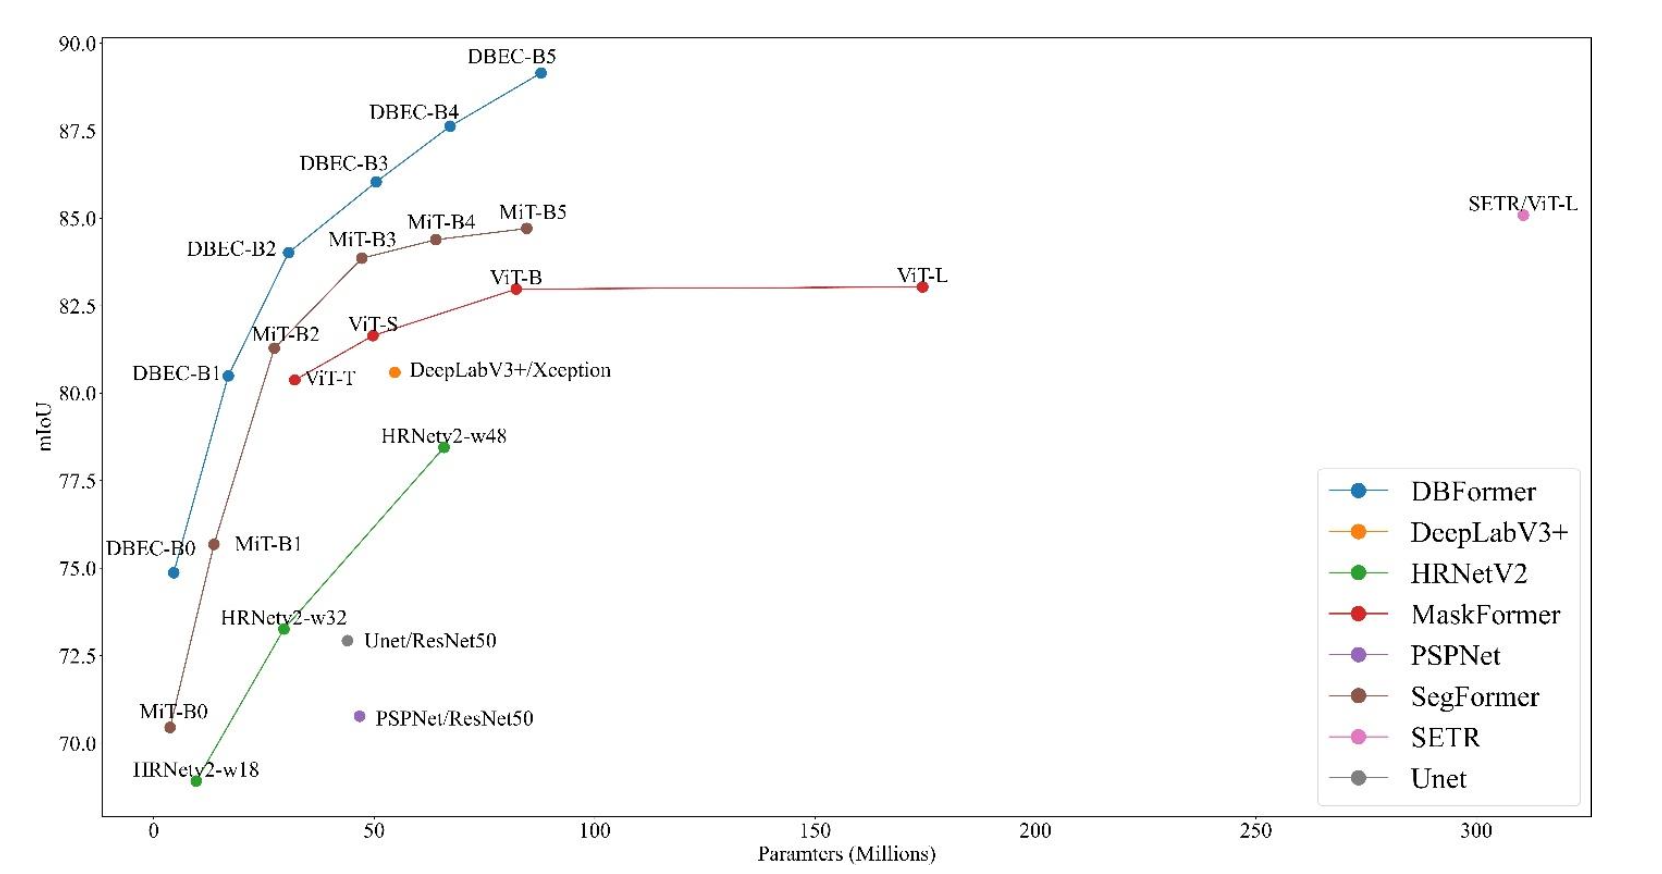 90.0
87.5
85.0
82.5
80.0
77.5
75.0
72.5
70.0
mIoU
0
50
100
150
200
250
300
Paramters (Millions)
DBEC-B5
DBEC-B4
DBEC-B3
DBEC-B2
DBEC-B1
DBEC-B0
MiT-B5
MiT-B4
MiT-B3
MiT-B2
MiT-B1
MiT-B0
SETR/ViT-L
ViT-L
ViT-B
ViT-S
ViT-T
DeepLabV3+/Xception
HRNetv2-w48
HRNetv2-w32
HRNetv2-w18
Unet/ResNet50
PSPNet/ResNet50
DBFormer
DeepLabV3+
HRNetV2
MaskFormer
PSPNet
SegFormer
SETR
Unet